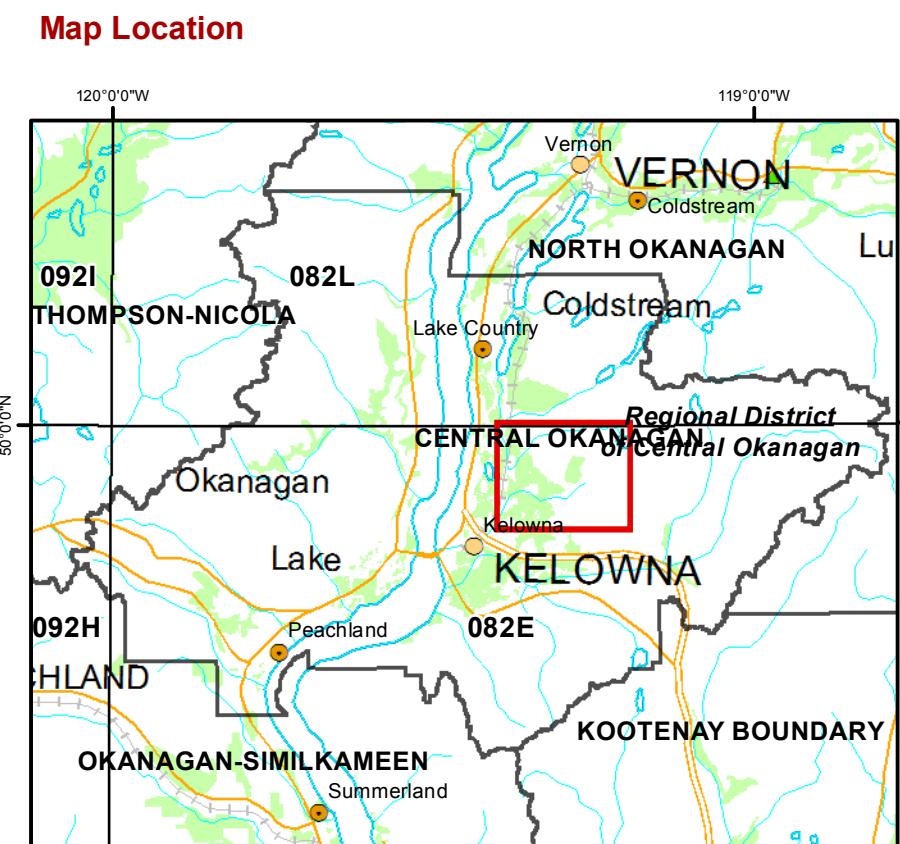 Map Location
120°0'0"W
119°0'0"W
Vernon
VERNON
Coldstream
NORTH OKANAGAN
Lu
092I
082L
Coldstream
THOMPSON-NICOLA
Lake Country
50°0'0"N
Regional District
CENTRAL OKANAGAN
of Central Okanagan
Okanagan
Kelowna
Lake
KELOWNA
092H
Peachland
082E
CHLAND
KOOTENAY BOUNDARY
OKANAGAN-SIMILKAMEEN
Summerland